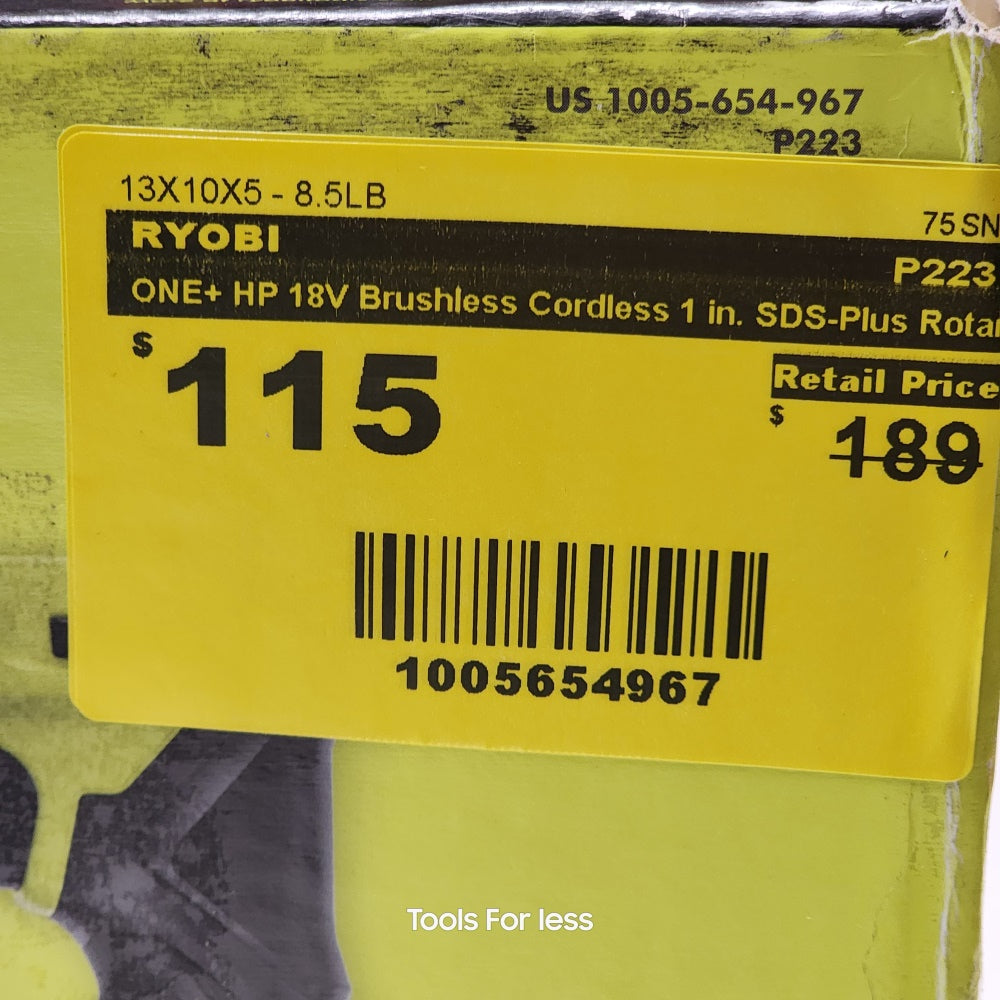 US 1005-654-967
P223
13X10X5 - 8.5LB
75 SN
RYOBI
P223
ONE+ HP 18V Brushless Cordless 1 in. SDS-Plus Rota
$ 115
Retail Price
$ 189
1005654967
Tools For less